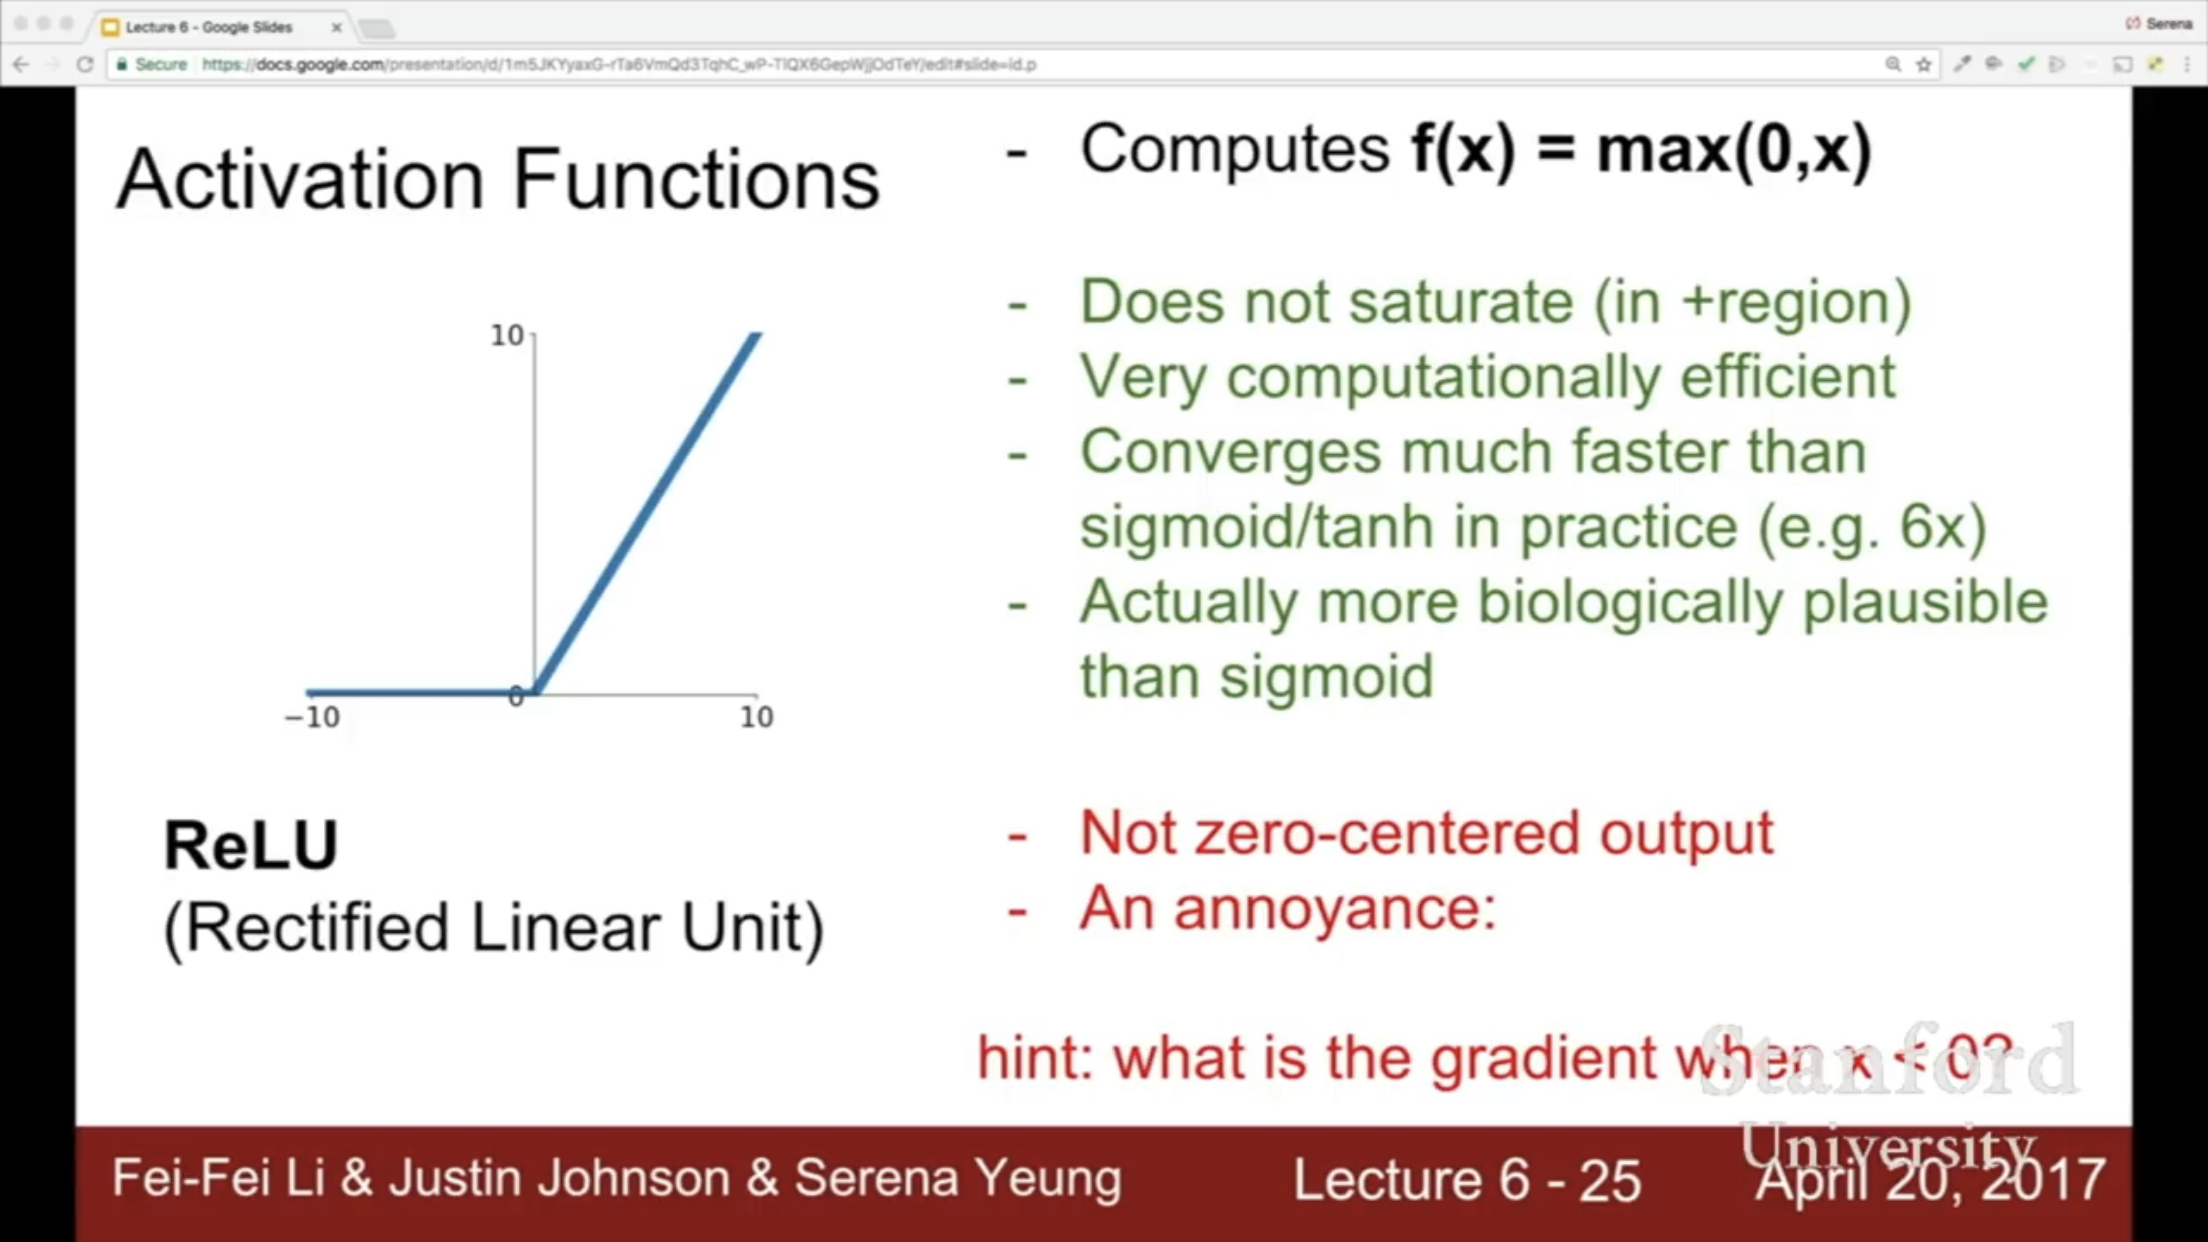 Lecture 6 - Google Slides
Serena
Secure https://docs.google.com/presentation/d/1m5JKYyaxG-rTa6VmQd3TqhC_wP-TlQX6GepWjjOdTeY/edit#slide=id.p
Activation Functions
10
0
−10
10
ReLU
(Rectified Linear Unit)
- Computes f(x) = max(0,x)
- Does not saturate (in +region)
- Very computationally efficient
- Converges much faster than
sigmoid/tanh in practice (e.g. 6x)
- Actually more biologically plausible
than sigmoid
- Not zero-centered output
- An annoyance:
hint: what is the gradient when x < 0?
Stanford
University
Fei-Fei Li & Justin Johnson & Serena Yeung
Lecture 6 - 25
April 20, 2017